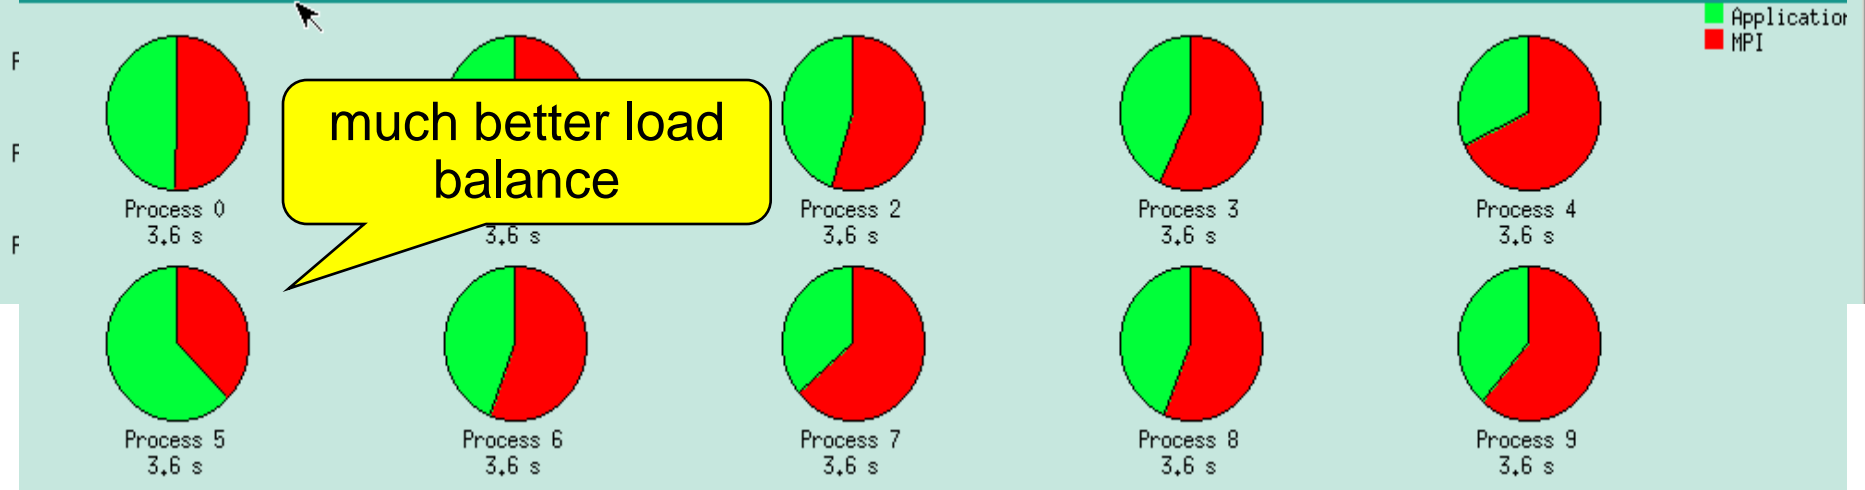 Application
MPI
F
F
F
much better load
balance
Process 0
3.6 s
3.6 s
Process 2
3.6 s
Process 3
3.6 s
Process 4
3.6 s
Process 5
3.6 s
Process 6
3.6 s
Process 7
3.6 s
Process 8
3.6 s
Process 9
3.6 s